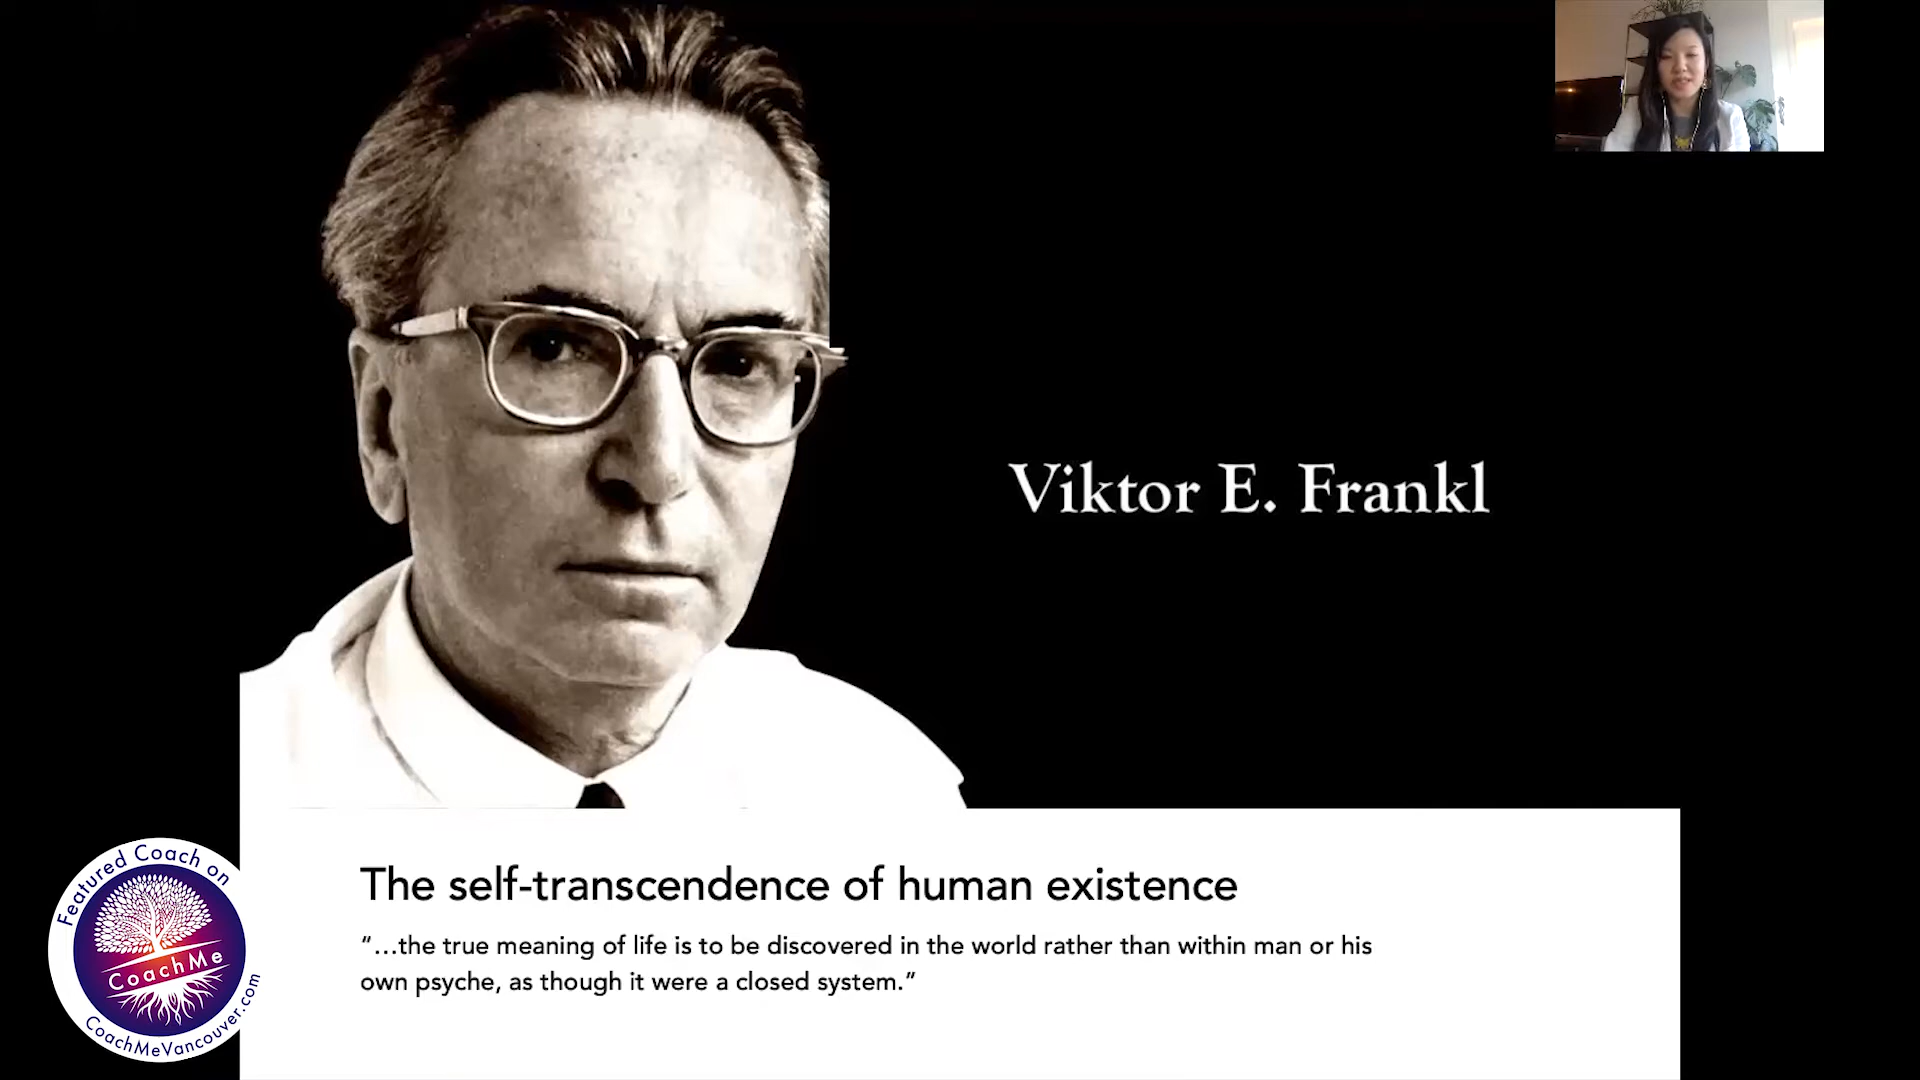 Viktor E. Frankl
The self-transcendence of human existence
“…the true meaning of life is to be discovered in the world rather than within man or his
own psyche, as though it were a closed system.”
Featured Coach on
CoachMe
CoachMeVancouver.com